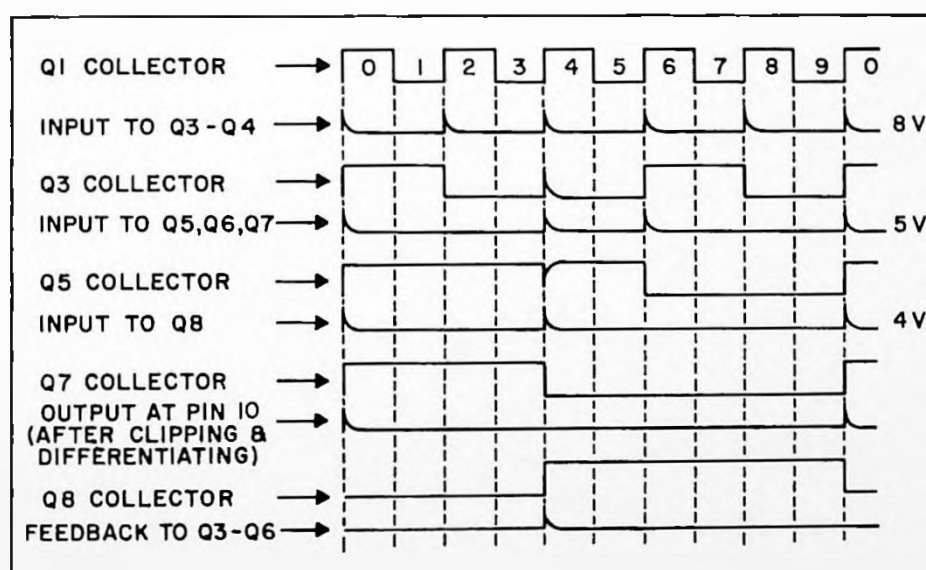 Q1 COLLECTOR
0 1 2 3 4 5 6 7 8 9 0
INPUT TO Q3-Q4
8 V
Q3 COLLECTOR
INPUT TO Q5,Q6,Q7
5 V
Q5 COLLECTOR
INPUT TO Q8
4 V
Q7 COLLECTOR
OUTPUT AT PIN 10
(AFTER CLIPPING &
DIFFERENTIATING)
Q8 COLLECTOR
FEEDBACK TO Q3-Q6